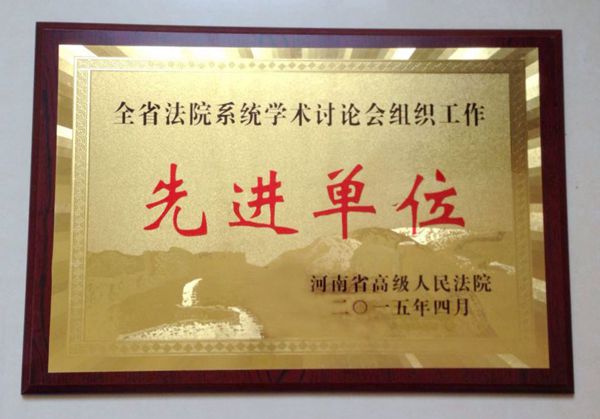 全省法院系统学术讨论会组织工作
先进单位
河南省高级人民法院
二〇一五年四月